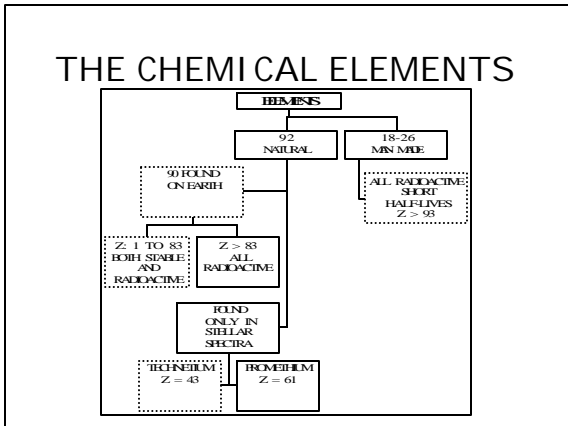 THE CHEMICAL ELEMENTS
ELEMENTS
92
NATURAL
18-26
MAN MADE
90 FOUND
ON EARTH
ALL RADIOACTIVE
SHORT
HALF-LIVES
Z > 93
Z: 1 TO 83
BOTH STABLE
AND
RADIOACTIVE
Z > 83
ALL
RADIOACTIVE
FOUND
ONLY IN
STELLAR
SPECTRA
TECHNETIUM
Z = 43
PROMETHIUM
Z = 61